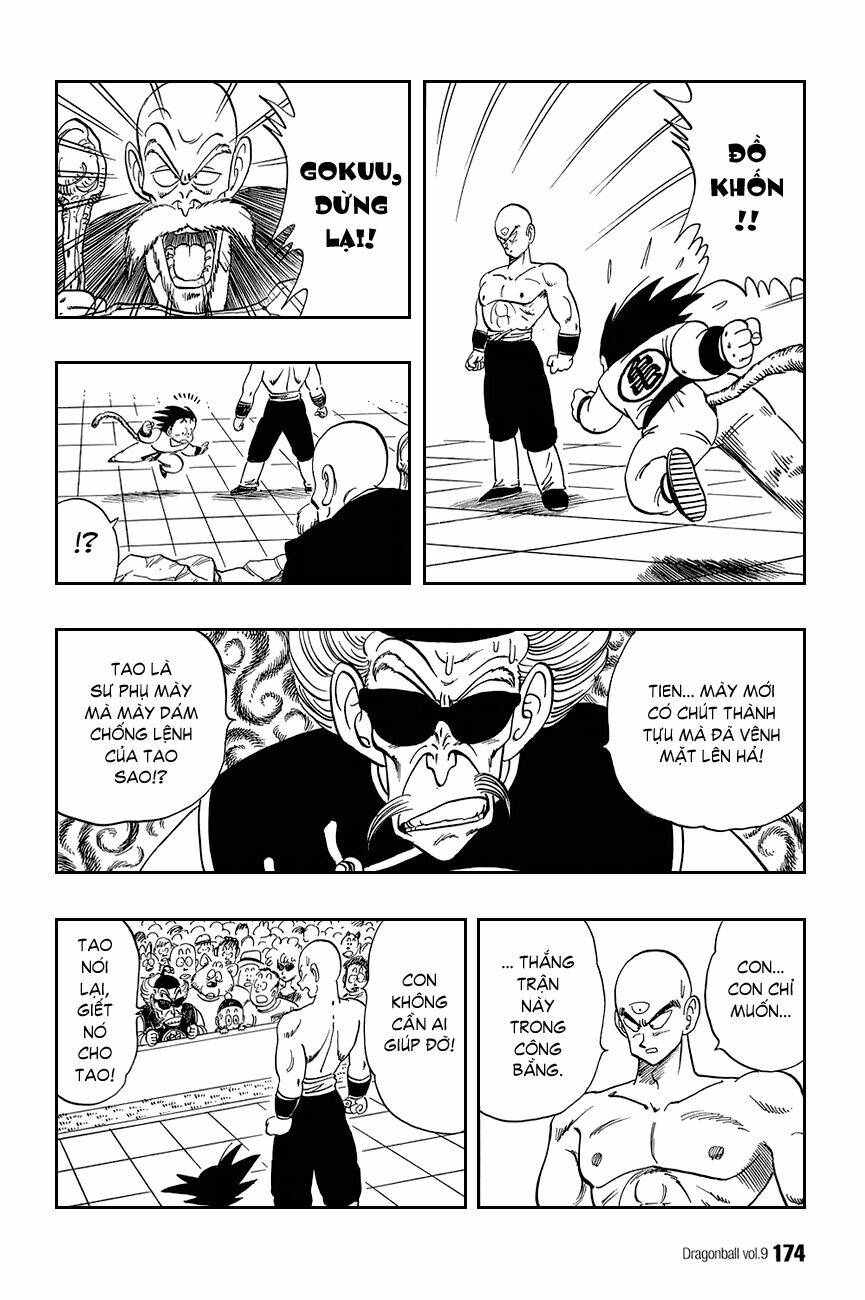 ĐỒ
KHỐN
!!
GOKUU,
DỪNG
LẠI!
!?
TIEN... MÀY MỚI
CÓ CHÚT THÀNH
TỰU MÀ ĐÃ VÊNH
MẶT LÊN HẢ!
TAO LÀ
SƯ PHỤ MÀY
MÀ MÀY DÁM
CHỐNG LỆNH
CỦA TAO
SAO!?
CON...
CON CHỈ
MUỐN...
... THẮNG
TRẬN
NÀY
TRONG
CÔNG
BẰNG.
CON
KHÔNG
CẦN AI
GIÚP ĐỠ!
TAO
NÓI
LẠI,
GIẾT
NÓ
CHO
TAO!
Dragonball vol.9 174